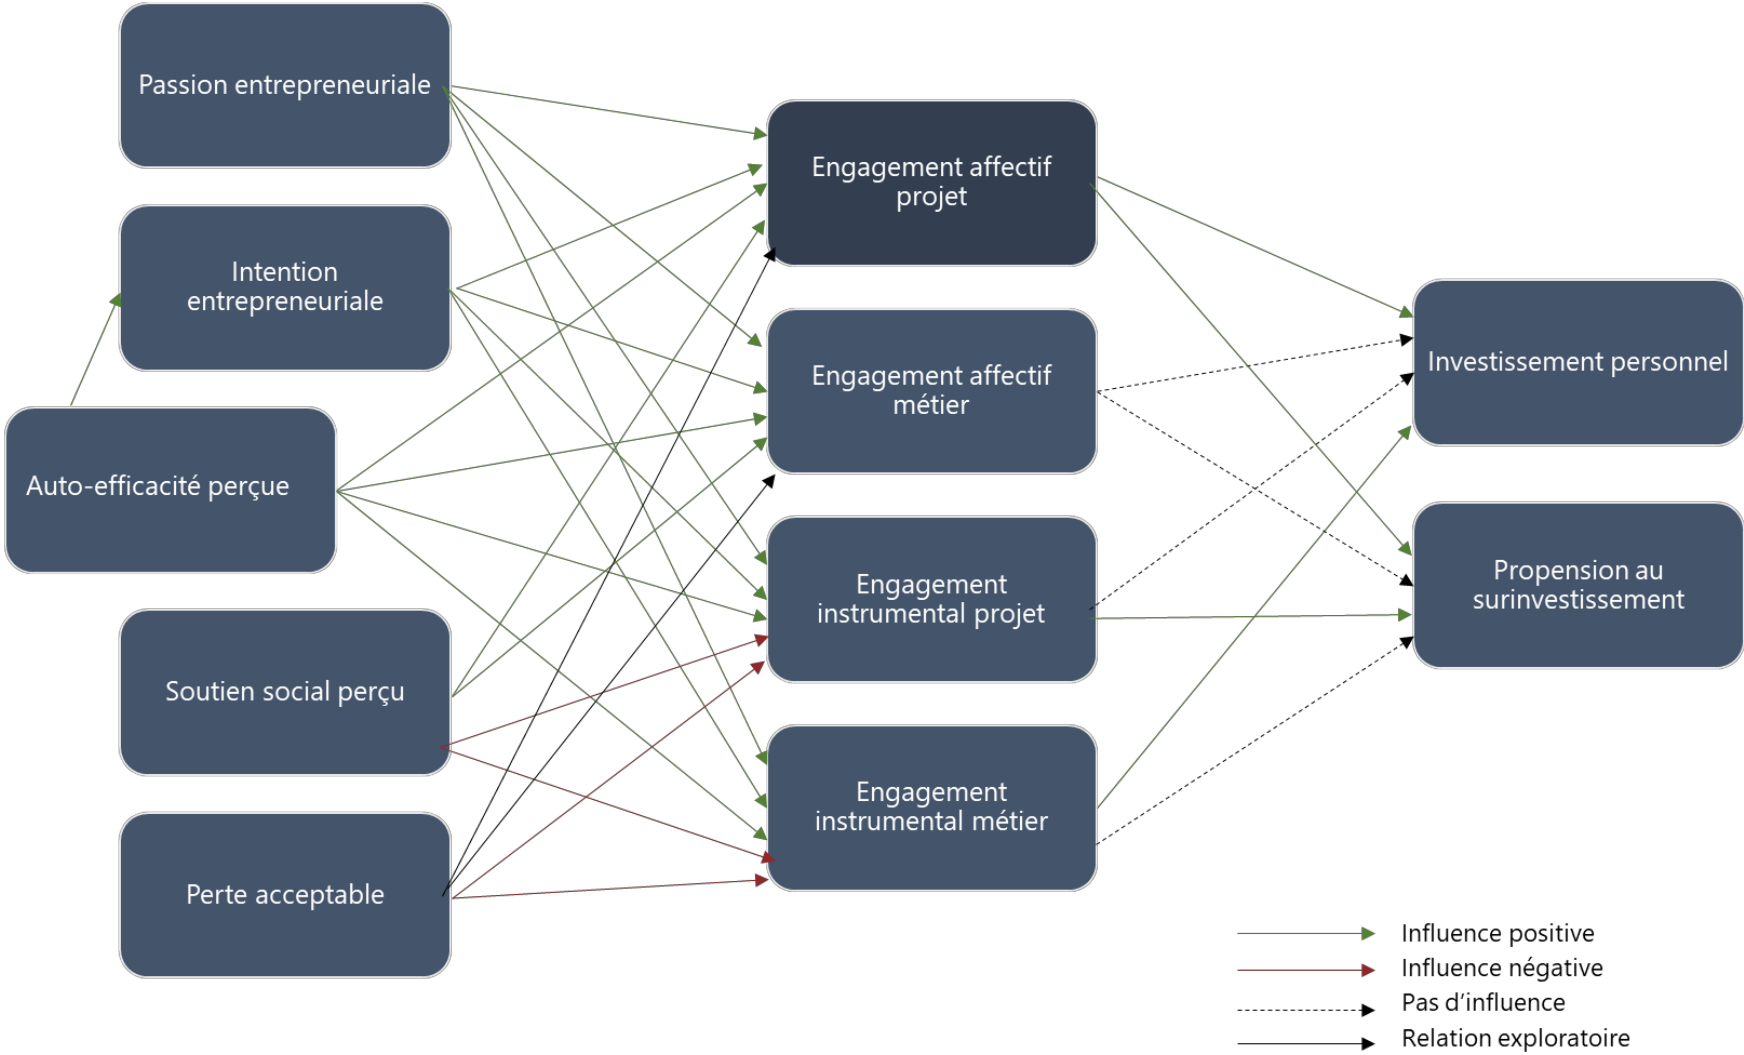 Passion entrepreneuriale
Intention
entrepreneuriale
Auto-efficacité perçue
Soutien social perçu
Perte acceptable
Engagement affectif
projet
Engagement affectif
métier
Engagement
instrumental projet
Engagement
instrumental métier
Investissement personnel
Propension au
surinvestissement
Influence positive
Influence négative
Pas d’influence
Relation exploratoire